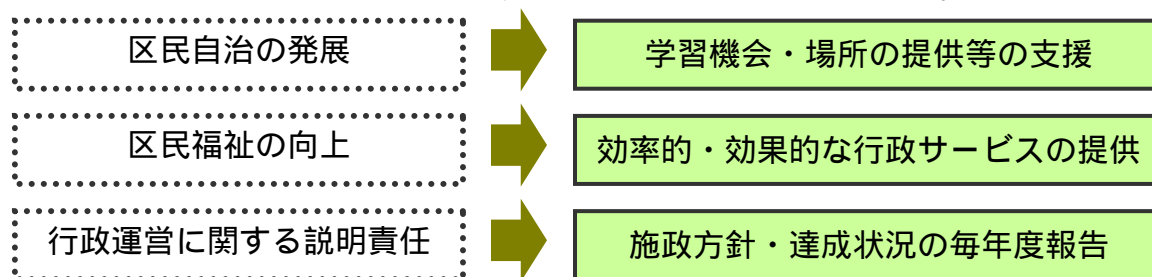 区民自治の発展
学習機会・場所の提供等の支援
区民福祉の向上
効率的・効果的な行政サービスの提供
行政運営に関する説明責任
施政方針・達成状況の毎年度報告